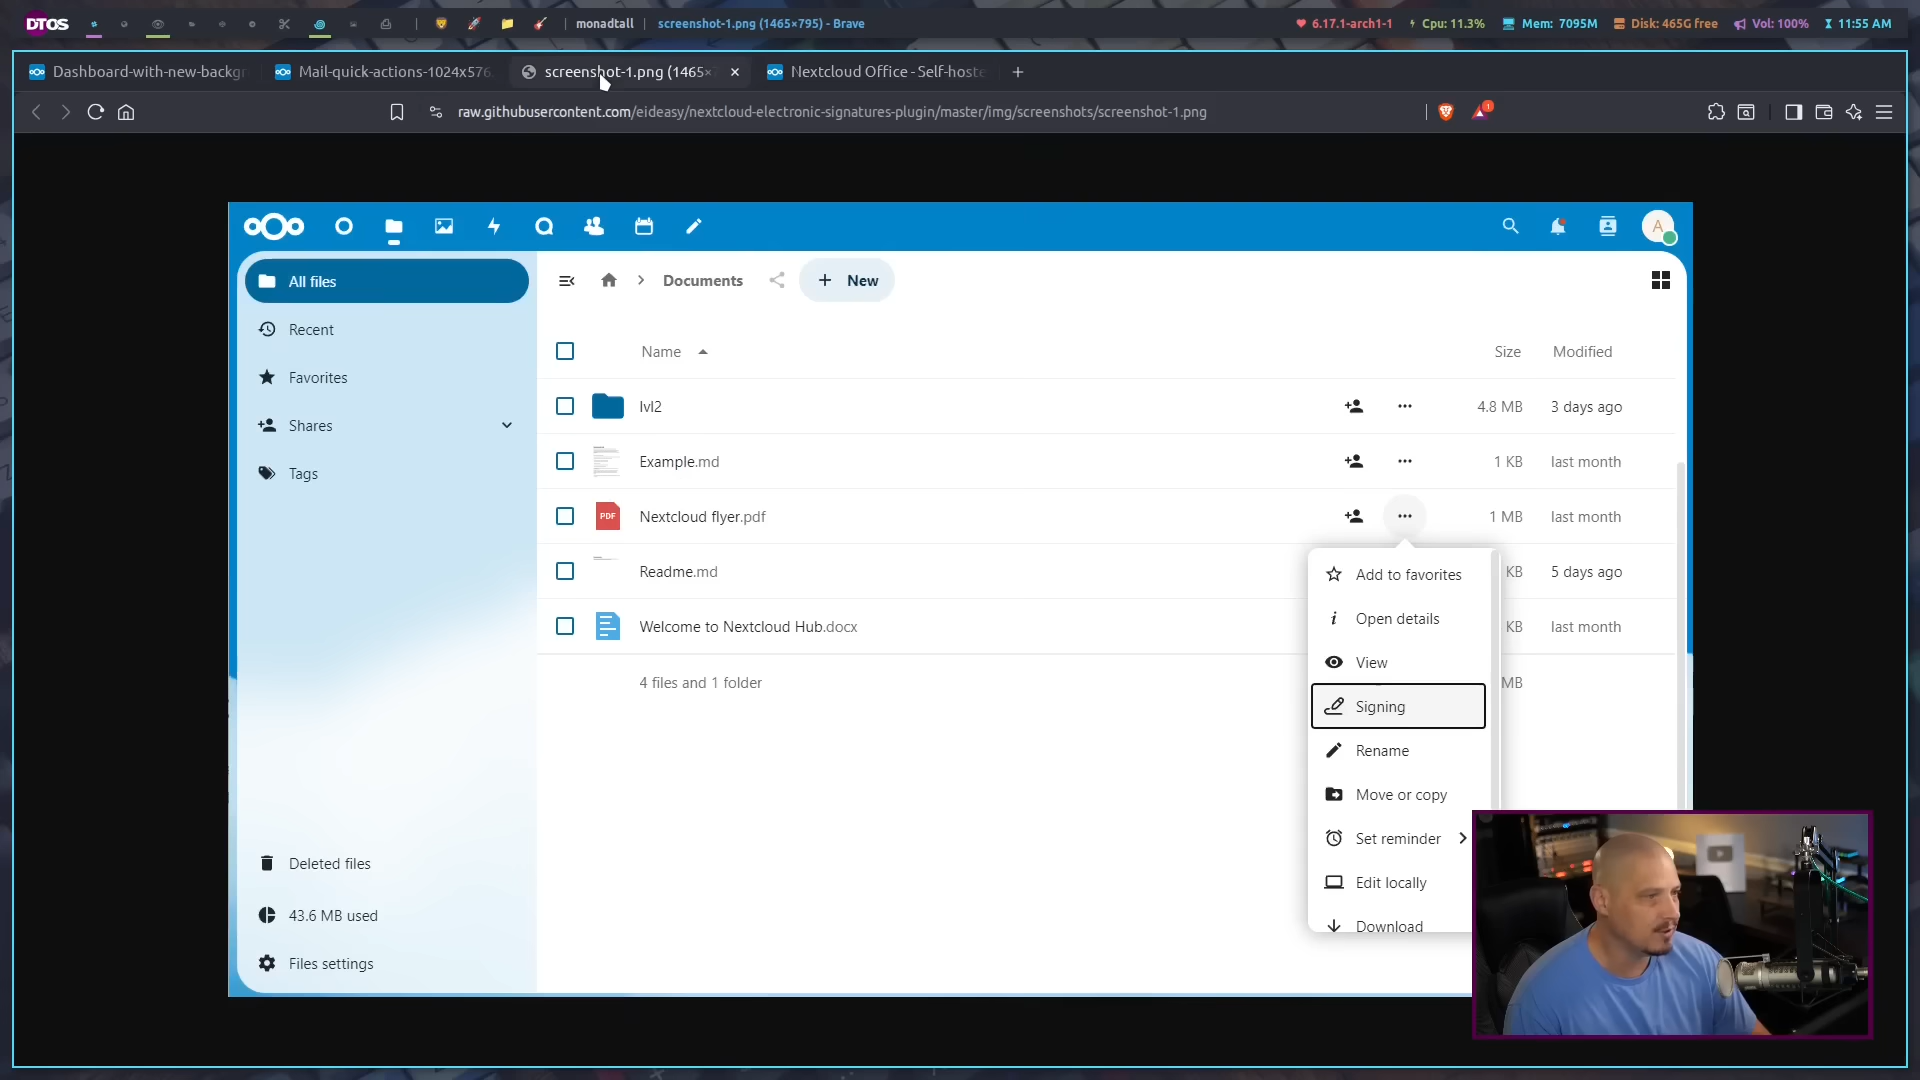 DTOS
monadtall
screenshot-1.png (1465×795) - Brave
6.17.1-arch1-1
Cpu: 11.3%
Mem: 7095M
Disk: 465G free
Vol: 100%
11:55 AM
Dashboard-with-new-backgr
Mail-quick-actions-1024x576.
screenshot-1.png (1465×
Nextcloud Office - Self-hoste
raw.githubusercontent.com/eideasy/nextcloud-electronic-signatures-plugin/master/img/screenshots/screenshot-1.png
1
A
All files
Recent
Favorites
Shares
Tags
Deleted files
43.6 MB used
Files settings
Documents
New
Name
Size
Modified
lvl2
4.8 MB
3 days ago
Example.md
1 KB
last month
PDF
Nextcloud flyer.pdf
1 MB
last month
Readme.md
KB
5 days ago
Welcome to Nextcloud Hub.docx
KB
last month
4 files and 1 folder
MB
Add to favorites
Open details
View
Signing
Rename
Move or copy
Set reminder
Edit locally
Download